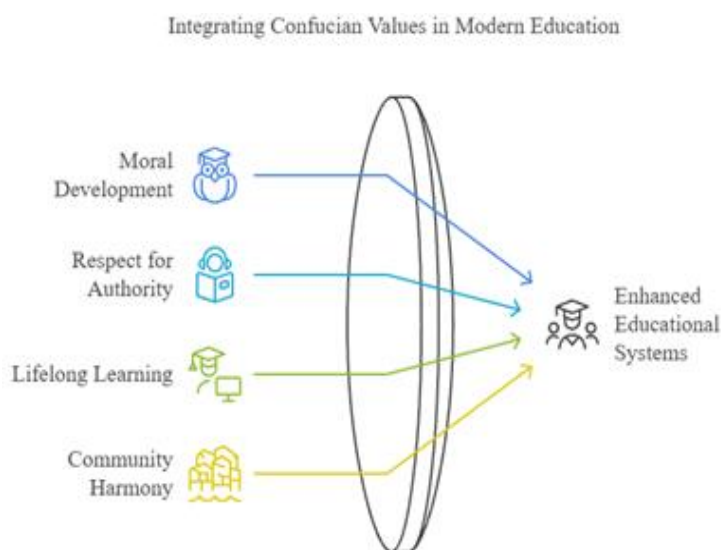 Integrating Confucian Values in Modern Education
Moral
Development
Respect for
Authority
Lifelong Learning
Community
Harmony
Enhanced
Educational
Systems